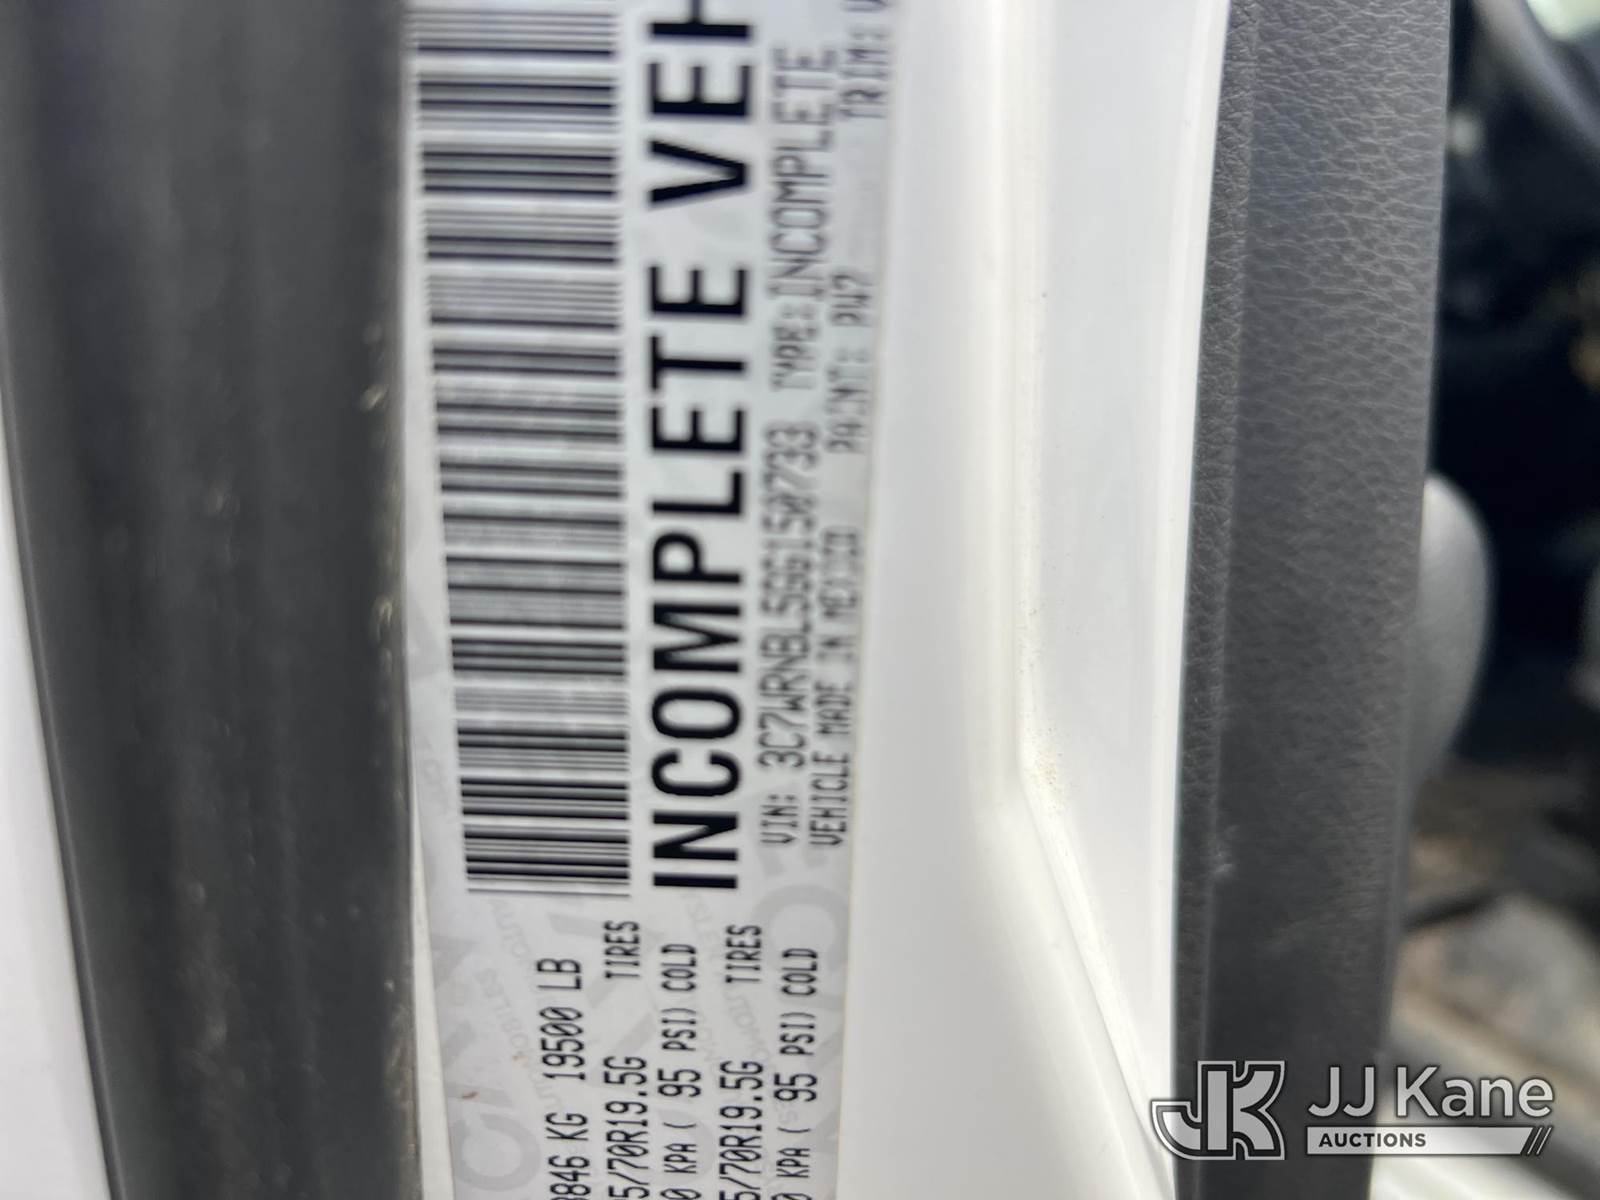 8846 KG 19500 LB
5/70R19.5G TIRES
0 KPA ( 95 PSI) COLD
5/70R19.5G TIRES
0 KPA ( 95 PSI) COLD
INCOMPLETE VEH
VIN: 3C7WRNBL5GG150733 TYPE: INCOMPLETE
VEHICLE MADE IN MEXICO PAINT: PW7 TRIM:
JJ Kane
AUCTIONS